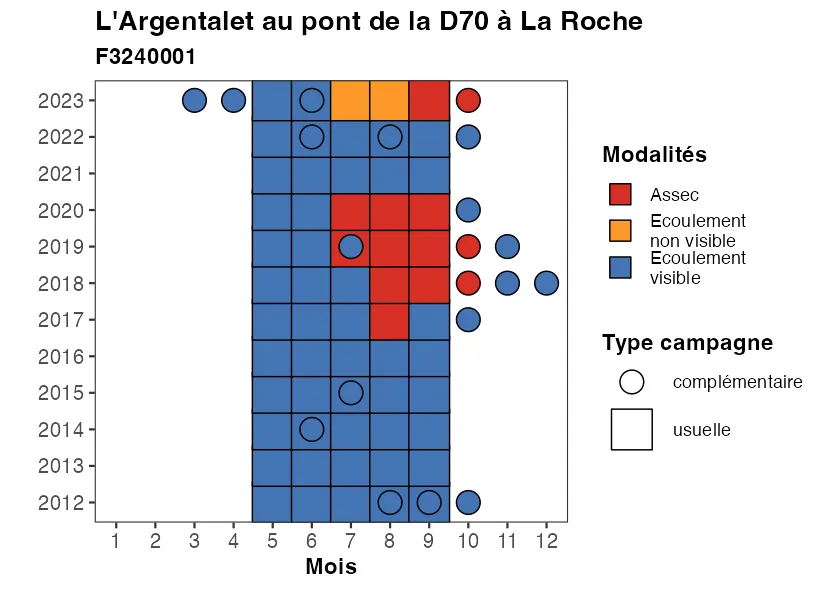 L'Argentalet au pont de la D70 à La Roche
F3240001
2023
2022
2021
2020
2019
2018
2017
2016
2015
2014
2013
2012
1 2 3 4 5 6 7 8 9 10 11 12
Mois
Modalités
Assec
Ecoulement
non visible
Ecoulement
visible
Type campagne
complémentaire
usuelle